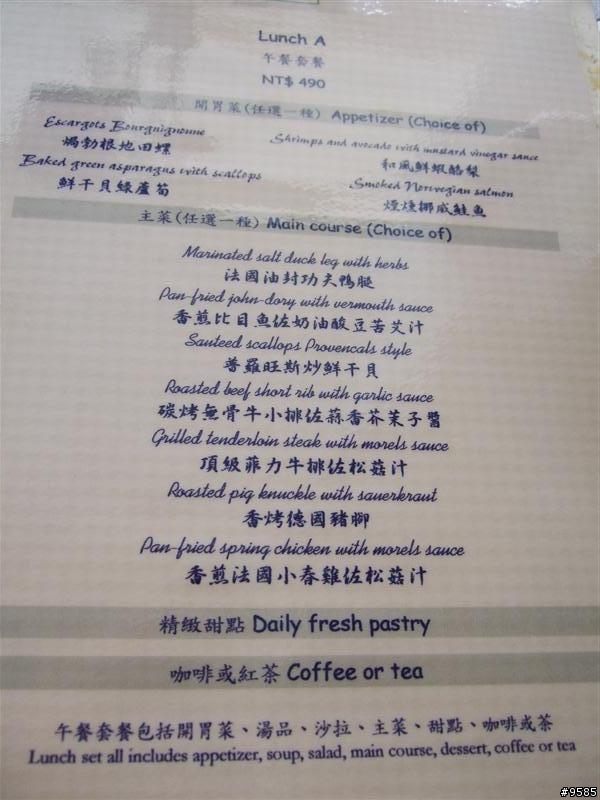 Lunch A
午餐套餐
NT$ 490
開胃菜(任選一種) Appetizer (Choice of)
Escargots Bourguignonne
焗勃根地田螺
Shrimps and avocado with mustard vinegar sauce
和風鮮蝦酪梨
Baked green asparagus with scallops
鮮干貝綠蘆筍
Smoked Norwegian salmon
煙燻挪威鮭魚
主菜(任選一種) Main course (Choice of)
Marinated salt duck leg with herbs
法國油封功夫鴨腿
Pan-fried john-dory with vermouth sauce
香煎比目魚佐奶油酸豆苦艾汁
Sauteed scallops Provencals style
普羅旺斯炒鮮干貝
Roasted beef short rib with garlic sauce
碳烤無骨牛小排佐蒜香芥茉子醬
Grilled tenderloin steak with morels sauce
頂級菲力牛排佐松菇汁
Roasted pig knuckle with sauerkraut
香烤德國豬腳
Pan-fried spring chicken with morels sauce
香煎法國小春雞佐松菇汁
精緻甜點 Daily fresh pastry
咖啡或紅茶 Coffee or tea
午餐套餐包括開胃菜、湯品、沙拉、主菜、甜點、咖啡或茶
Lunch set all includes appetizer, soup, salad, main course, dessert, coffee or tea
#9585